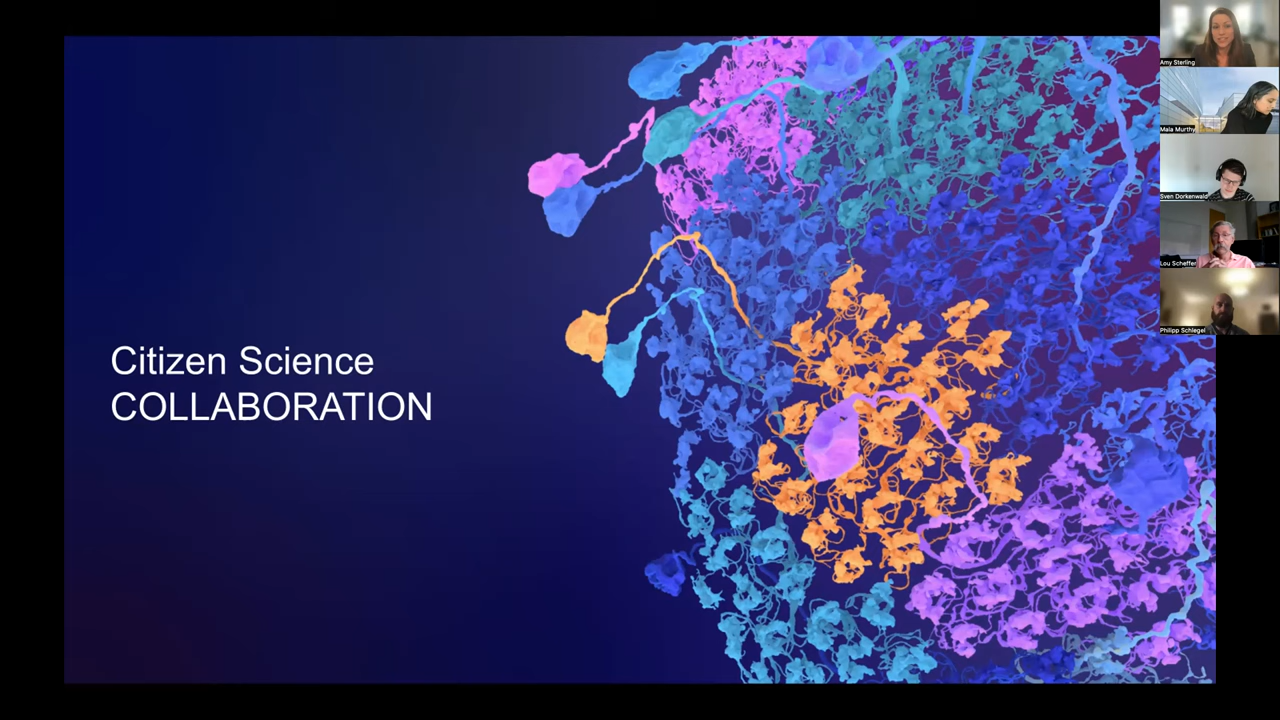 Citizen Science
COLLABORATION
Amy Sterling
Mala Murthy
Sven Dorkenwald
Lou Scheffer
Philipp Schlegel